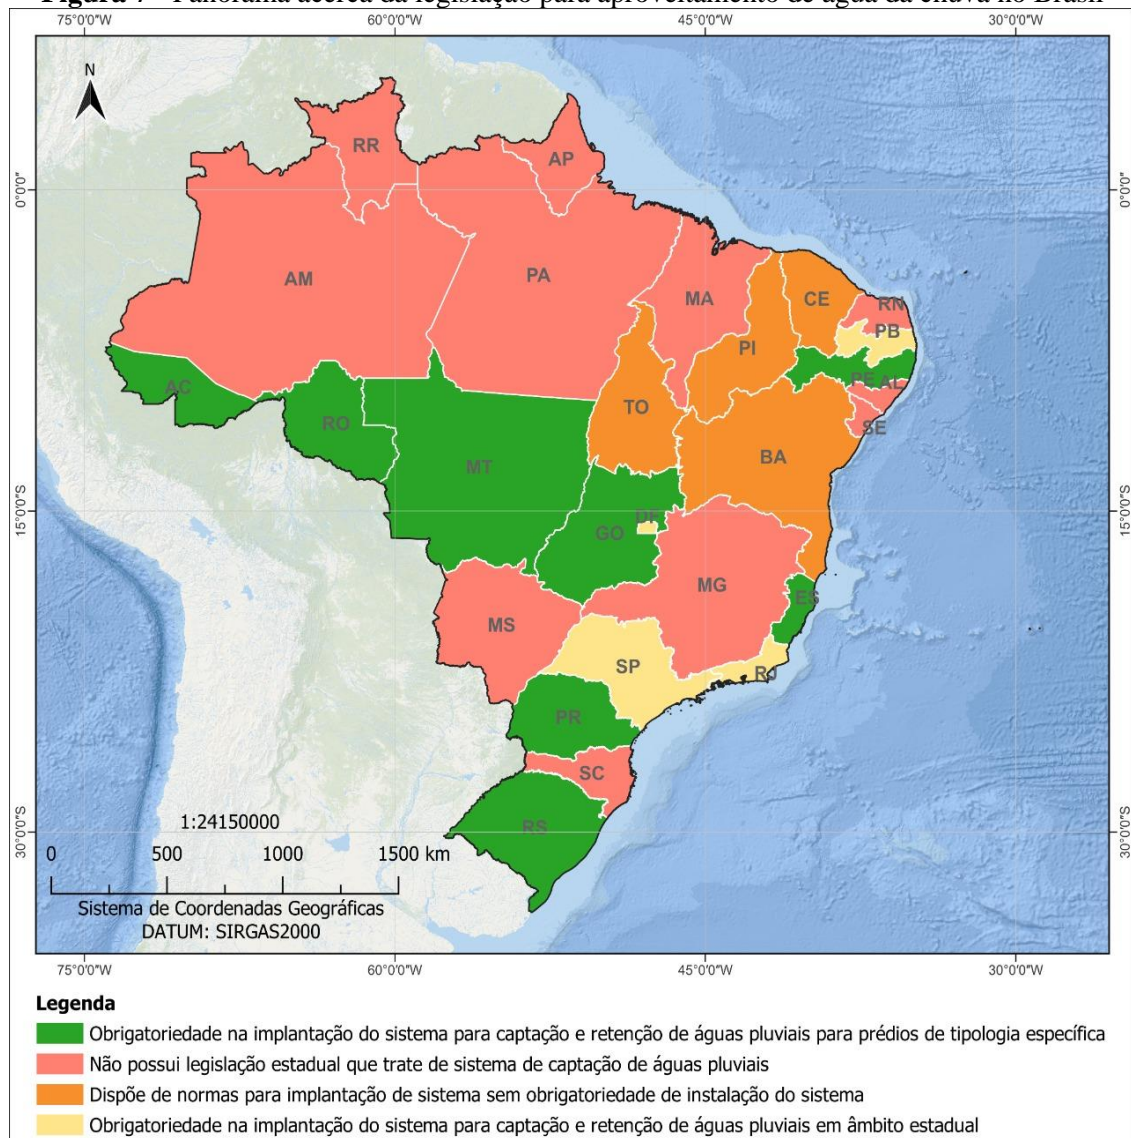 Figura 7 - Panorama acerca da legislação para aproveitamento de água da chuva no Brasil
75°0'0"W 60°0'0"W 45°0'0"W 30°0'0"W
N
RR
AP
0°0'0" 0°0'0"
AM
PA
MA
CE
RN
PB
PI
PE
AL
AC
TO
RO
SE
BA
MT
15°0'0"S 15°0'0"S
DF
GO
MG
ES
MS
SP
RJ
PR
SC
RS
30°0'0"S 30°0'0"S
1:24150000
0 500 1000 1500 km
Sistema de Coordenadas Geográficas
DATUM: SIRGAS2000
75°0'0"W 60°0'0"W 45°0'0"W 30°0'0"W
Legenda
Obrigatoriedade na implantação do sistema para captação e retenção de águas pluviais para prédios de tipologia específica
Não possui legislação estadual que trate de sistema de captação de águas pluviais
Dispõe de normas para implantação de sistema sem obrigatoriedade de instalação do sistema
Obrigatoriedade na implantação do sistema para captação e retenção de águas pluviais em âmbito estadual